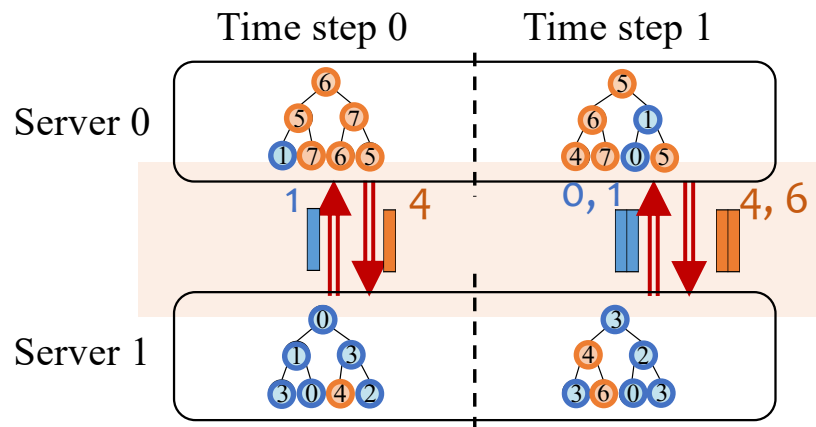 Time step 0 Time step 1
Server 0
6
5 7
1 7 6 5
5
6 1
4 7 0 5
1 4
0, 1 4, 6
Server 1
0
1 3
3 0 4 2
3
4 2
3 6 0 3